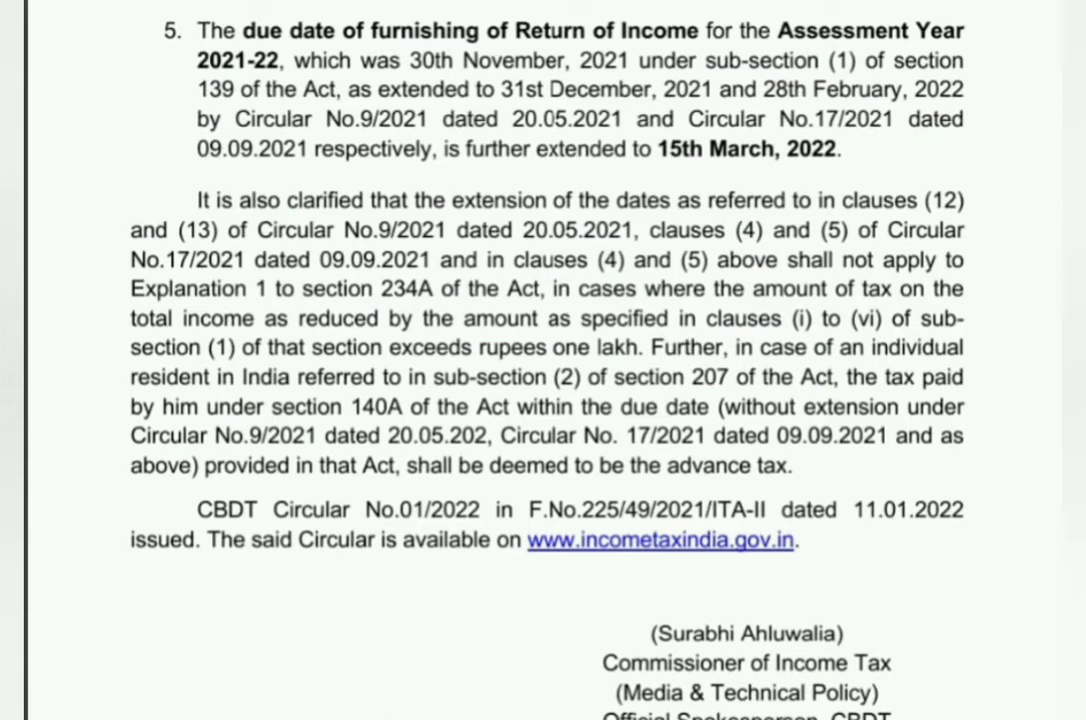 5. The due date of furnishing of Return of Income for the Assessment Year
2021-22, which was 30th November, 2021 under sub-section (1) of section
139 of the Act, as extended to 31st December, 2021 and 28th February, 2022
by Circular No.9/2021 dated 20.05.2021 and Circular No.17/2021 dated
09.09.2021 respectively, is further extended to 15th March, 2022.
It is also clarified that the extension of the dates as referred to in clauses (12)
and (13) of Circular No.9/2021 dated 20.05.2021, clauses (4) and (5) of Circular
No.17/2021 dated 09.09.2021 and in clauses (4) and (5) above shall not apply to
Explanation 1 to section 234A of the Act, in cases where the amount of tax on the
total income as reduced by the amount as specified in clauses (i) to (vi) of sub-
section (1) of that section exceeds rupees one lakh. Further, in case of an individual
resident in India referred to in sub-section (2) of section 207 of the Act, the tax paid
by him under section 140A of the Act within the due date (without extension under
Circular No.9/2021 dated 20.05.202, Circular No. 17/2021 dated 09.09.2021 and as
above) provided in that Act, shall be deemed to be the advance tax.
CBDT Circular No.01/2022 in F.No.225/49/2021/ITA-II dated 11.01.2022
issued. The said Circular is available on www.incometaxindia.gov.in.
(Surabhi Ahluwalia)
Commissioner of Income Tax
(Media & Technical Policy)
Official Spokesperson, CBDT